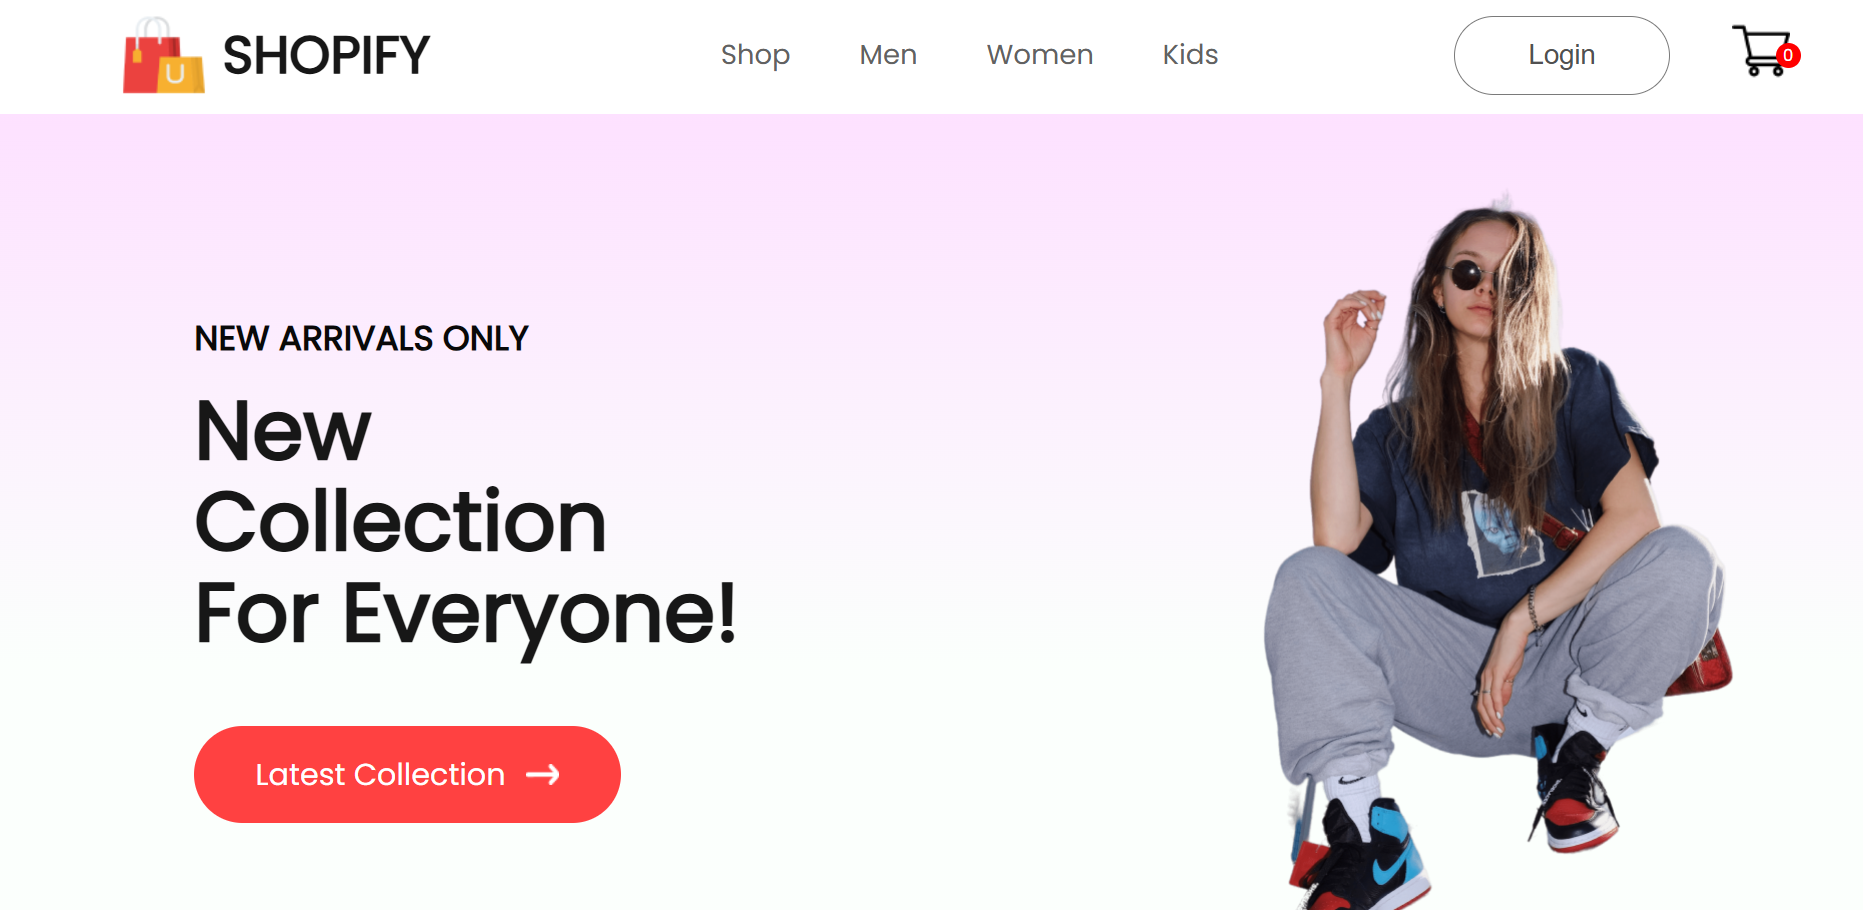 SHOPIFY
Shop
Men
Women
Kids
Login
0
NEW ARRIVALS ONLY
New
Collection
For Everyone!
Latest Collection